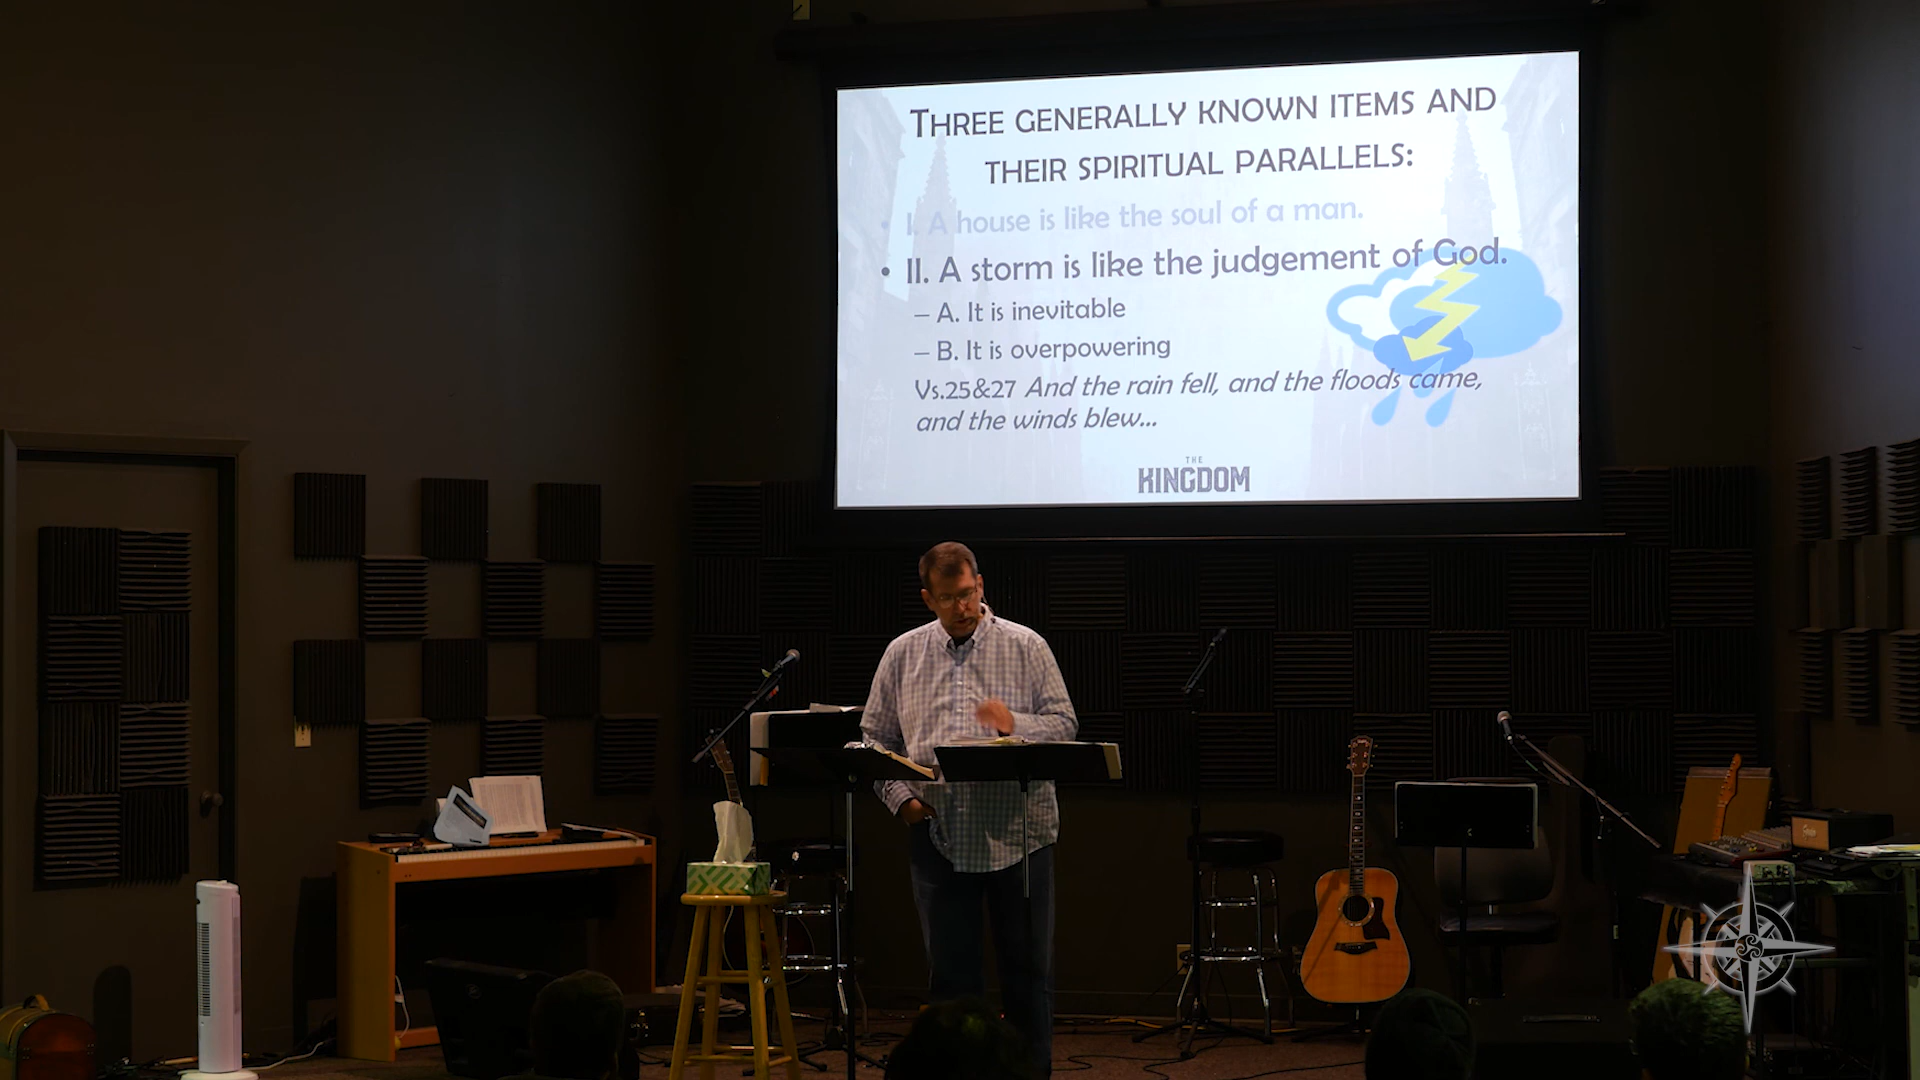 THREE GENERALLY KNOWN ITEMS AND
THEIR SPIRITUAL PARALLELS:
• I. A house is like the soul of a man.
• II. A storm is like the judgement of God.
– A. It is inevitable
– B. It is overpowering
Vs.25&27 And the rain fell, and the floods came,
and the winds blew...
THE
KINGDOM